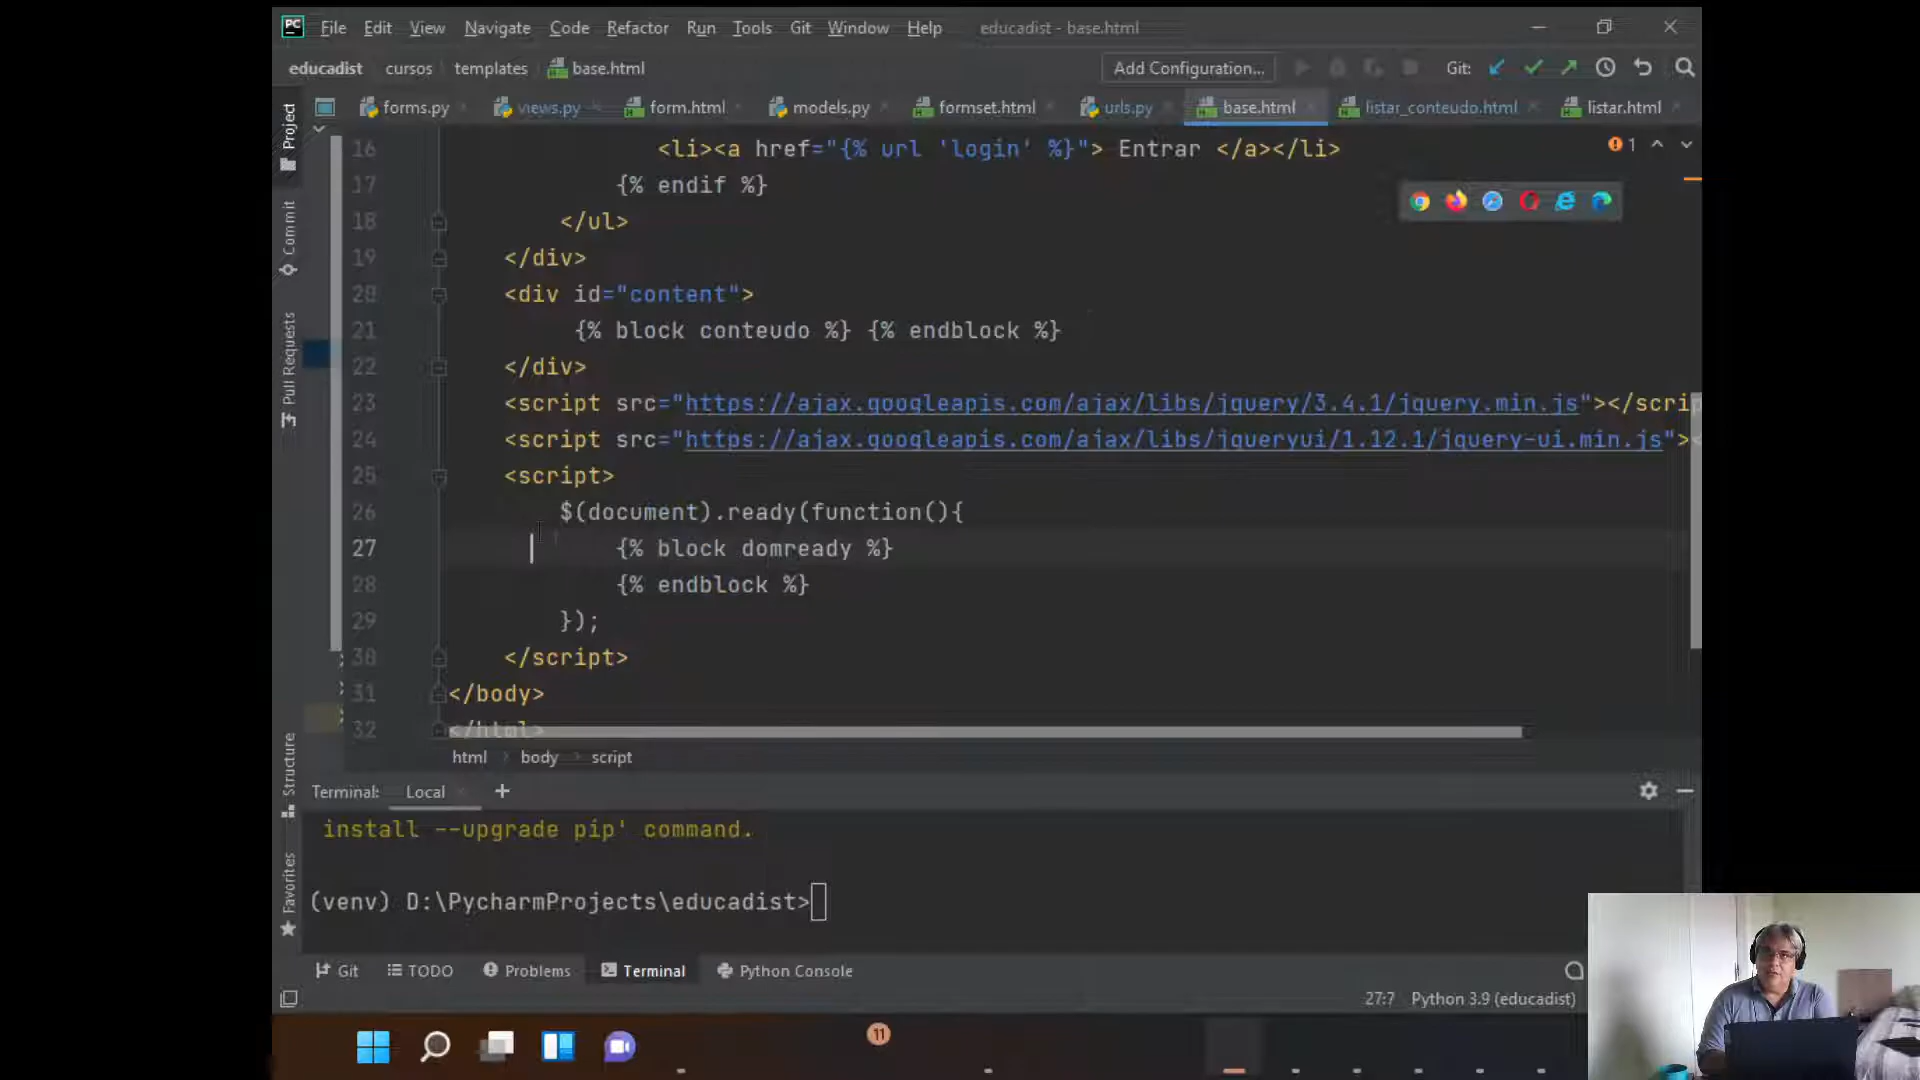 PC File Edit View Navigate Code Refactor Run Tools Git Window Help educadist - base.html
educadist cursos templates base.html Add Configuration... Git:
forms.py views.py form.html models.py formset.html urls.py base.html listar_conteudo.html listar.html
Project
Commit
Pull Requests
Structure
Favorites
16 <li><a href="{% url 'login' %}"> Entrar </a></li>
1
17 {% endif %}
18 </ul>
19 </div>
20 <div id="content">
21 {% block conteudo %} {% endblock %}
22 </div>
23 <script src="https://ajax.googleapis.com/ajax/libs/jquery/3.4.1/jquery.min.js"></scrip
24 <script src="https://ajax.googleapis.com/ajax/libs/jqueryui/1.12.1/jquery-ui.min.js"><
25 <script>
26 $(document).ready(function(){
27 {% block domready %}
28 {% endblock %}
29 });
30 </script>
31 </body>
32 </html>
html body script
Terminal: Local +
install --upgrade pip' command.
(venv) D:\PycharmProjects\educadist>
Git TODO Problems Terminal Python Console
27:7 Python 3.9 (educadist)
11